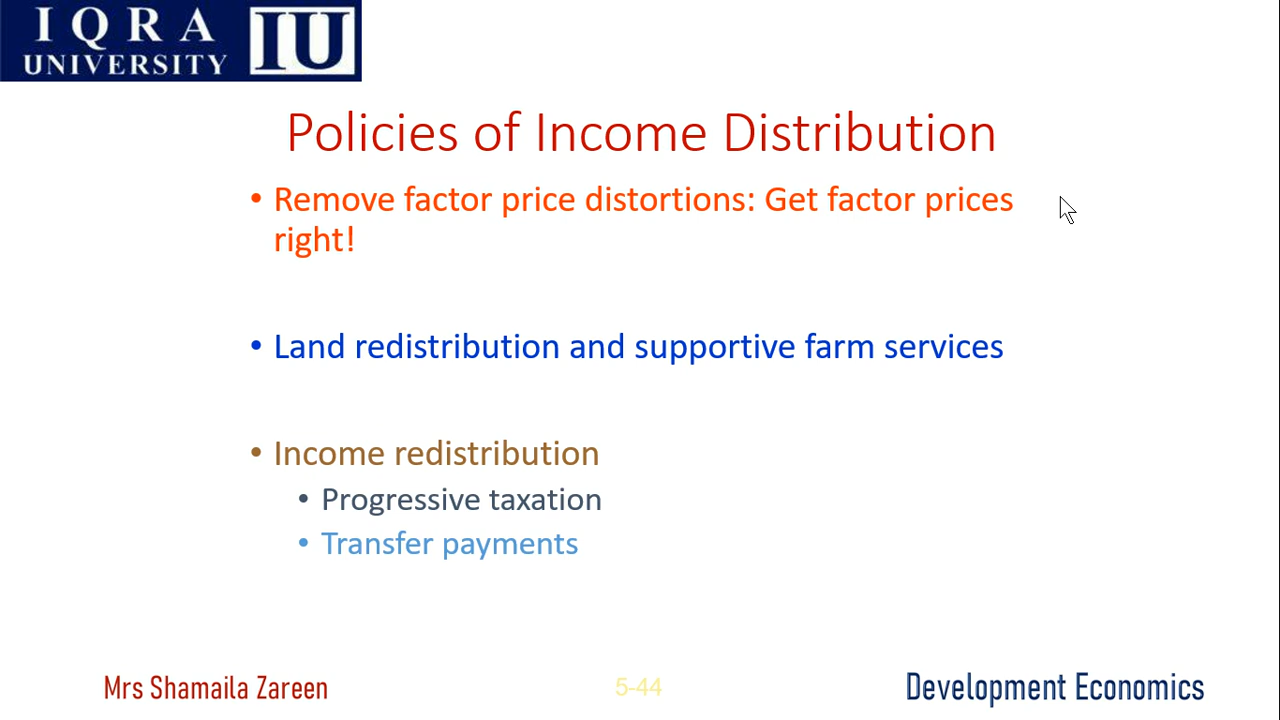 IQRA
UNIVERSITY
IU
Policies of Income Distribution
• Remove factor price distortions: Get factor prices
right!
• Land redistribution and supportive farm services
• Income redistribution
• Progressive taxation
• Transfer payments
Mrs Shamaila Zareen
5-44
Development Economics